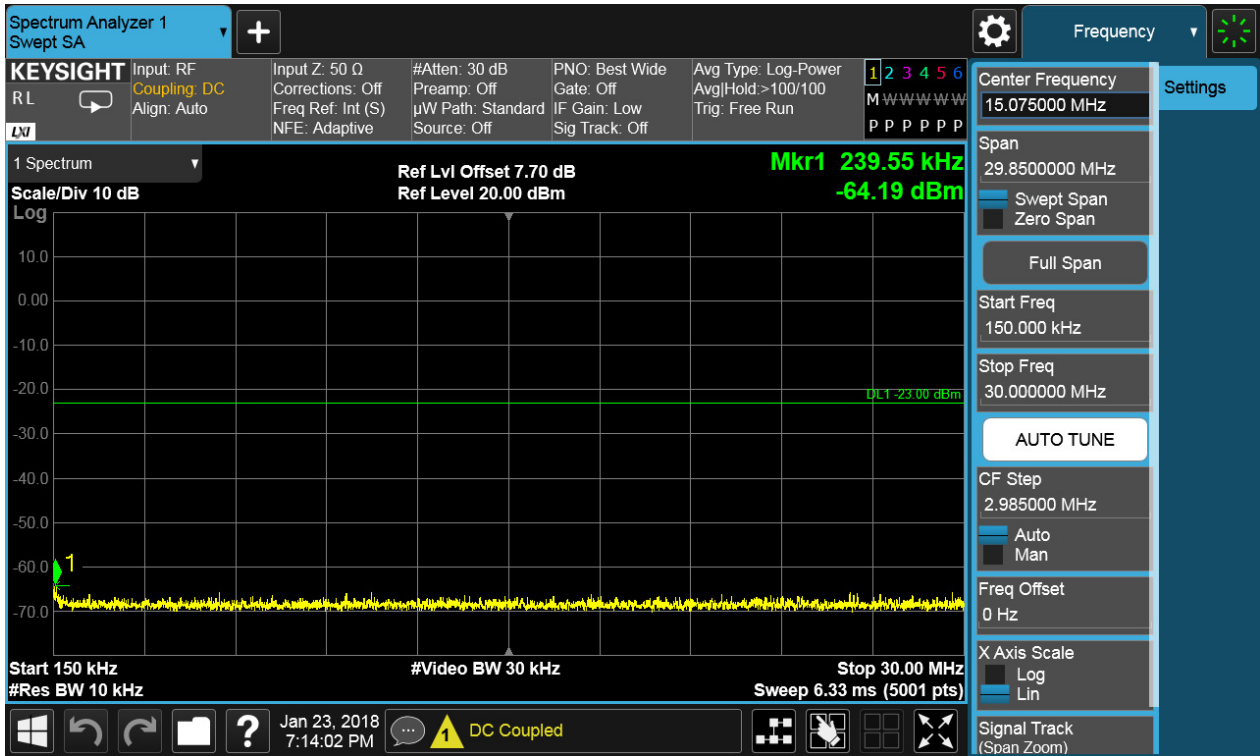 Spectrum Analyzer 1
Swept SA
Frequency
KEYSIGHT
R L
LXI
Input: RF
Coupling: DC
Align: Auto
Input Z: 50 Ω
Corrections: Off
Freq Ref: Int (S)
NFE: Adaptive
#Atten: 30 dB
Preamp: Off
µW Path: Standard
Source: Off
PNO: Best Wide
Gate: Off
IF Gain: Low
Sig Track: Off
Avg Type: Log-Power
Avg|Hold:>100/100
Trig: Free Run
1 2 3 4 5 6
M W W W W W
P P P P P P
1 Spectrum
Scale/Div 10 dB
Ref Lvl Offset 7.70 dB
Ref Level 20.00 dBm
Mkr1 239.55 kHz
-64.19 dBm
Log
10.0
0.00
-10.0
-20.0
DL1 -23.00 dBm
-30.0
-40.0
-50.0
-60.0
1
-70.0
Start 150 kHz
#Video BW 30 kHz
Stop 30.00 MHz
#Res BW 10 kHz
Sweep 6.33 ms (5001 pts)
?
Jan 23, 2018
7:14:02 PM
1
DC Coupled
Center Frequency
15.075000 MHz
Settings
Span
29.8500000 MHz
Swept Span
Zero Span
Full Span
Start Freq
150.000 kHz
Stop Freq
30.000000 MHz
AUTO TUNE
CF Step
2.985000 MHz
Auto
Man
Freq Offset
0 Hz
X Axis Scale
Log
Lin
Signal Track
(Span Zoom)